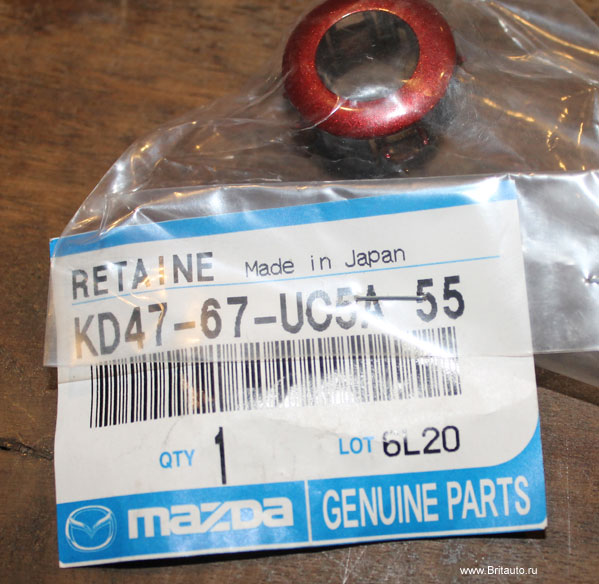 RETAINE Made in Japan
KD47-67-UC5A 55
QTY 1 LOT 6L20
mazda GENUINE PARTS
www.Britauto.ru